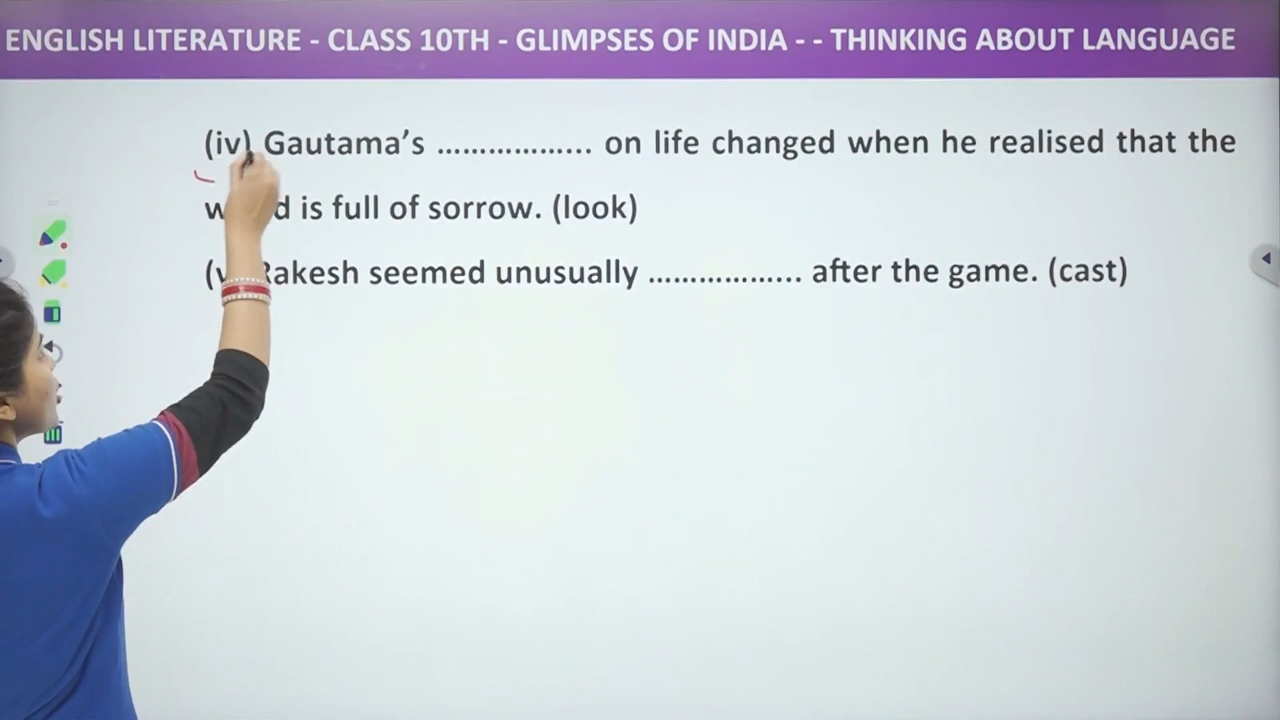 ENGLISH LITERATURE - CLASS 10TH - GLIMPSES OF INDIA - - THINKING ABOUT LANGUAGE
(iv) Gautama’s .................. on life changed when he realised that the
is full of sorrow. (look)
Rakesh seemed unusually .................. after the game. (cast)